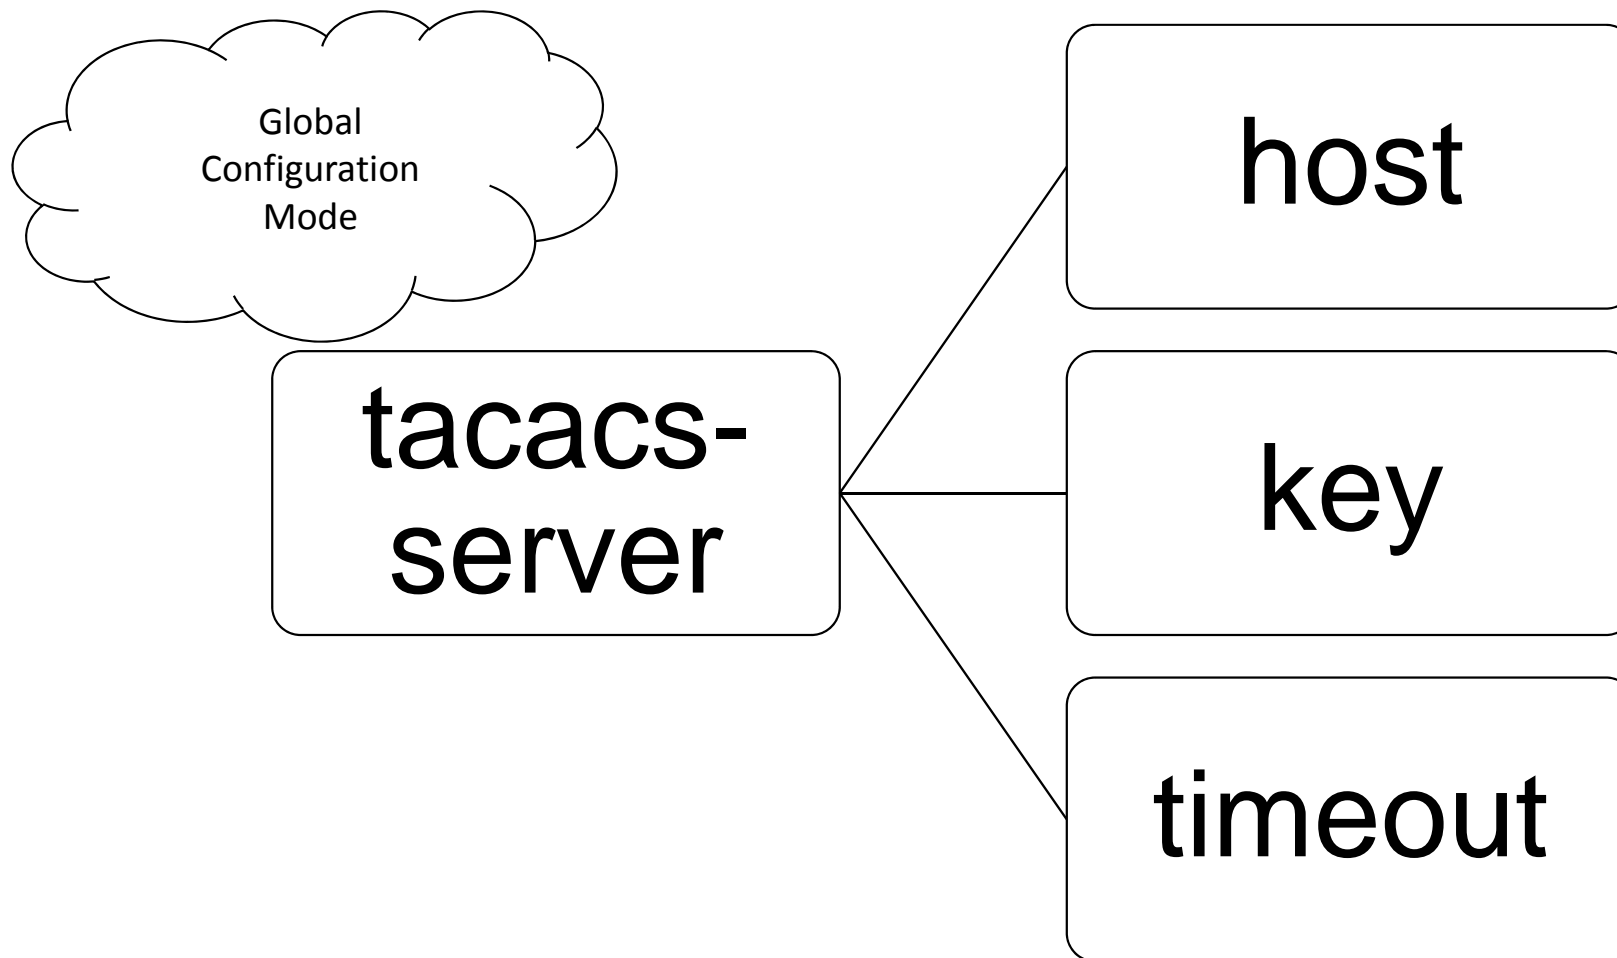 Global
Configuration
Mode
tacacs-
server
host
key
timeout